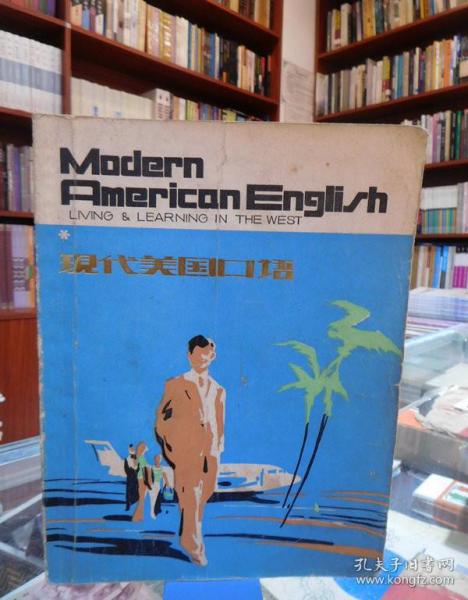 Modern
American English
LIVING & LEARNING IN THE WEST
*
现代美国口语
孔夫子旧书网
www.kongfz.com